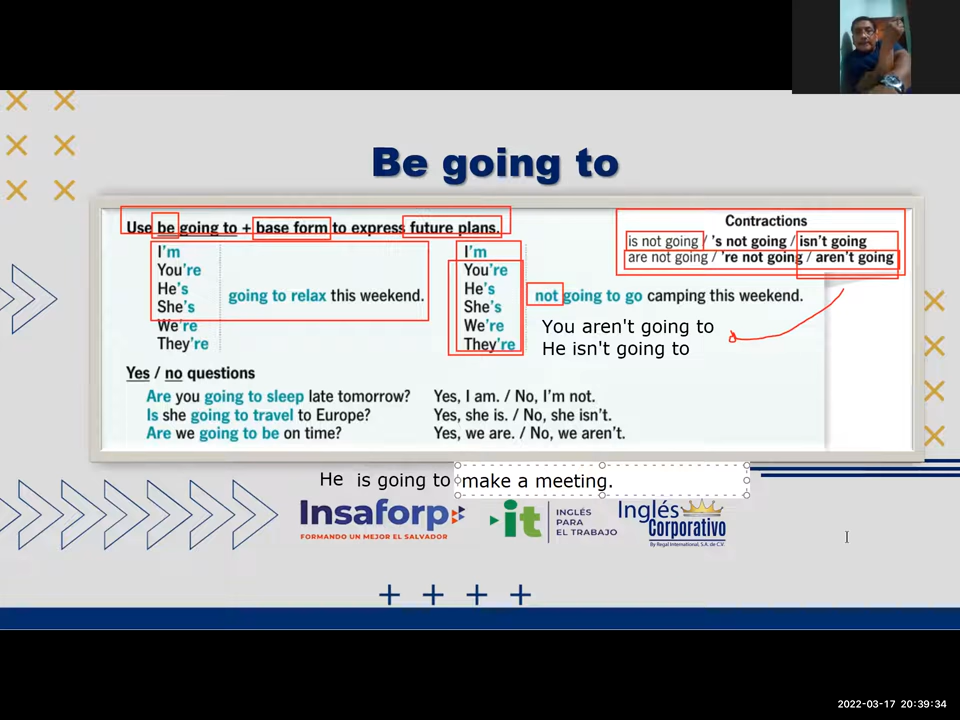 Be going to
Use be going to + base form to express future plans.
I'm
You're
He's
She's
We're
They're
going to relax this weekend.
I'm
You're
He's
She's
We're
They're
not going to go camping this weekend.
Contractions
is not going / 's not going / isn't going
are not going / 're not going / aren't going
You aren't going to
He isn't going to
Yes / no questions
Are you going to sleep late tomorrow? Yes, I am. / No, I'm not.
Is she going to travel to Europe? Yes, she is. / No, she isn't.
Are we going to be on time? Yes, we are. / No, we aren't.
He is going to make a meeting.
Insaforp
FORMANDO UN MEJOR EL SALVADOR
it
INGLÉS
PARA
EL TRABAJO
Inglés
Corporativo
By Regal International, S.A. de C.V.
2022-03-17 20:39:34